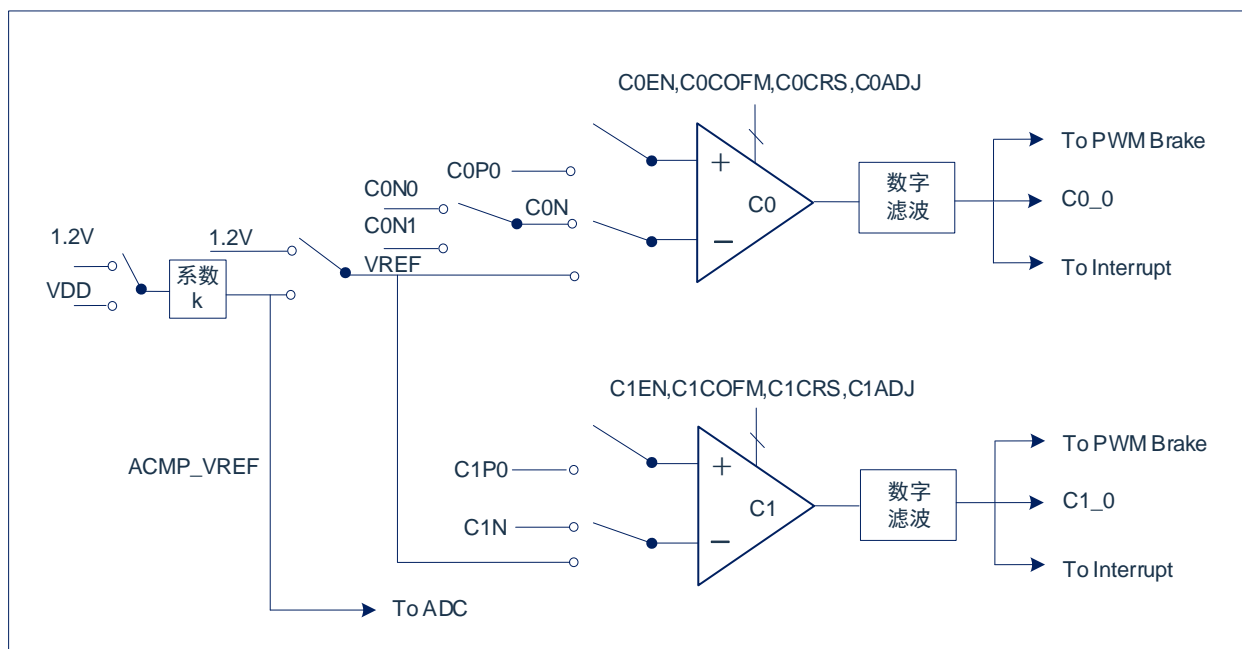 C0EN,C0COFM,C0CRS,C0ADJ
To PWM Brake
C0P0
+
数字
滤波
C0N0
C0
C0_0
C0N
C0N1
1.2V
1.2V
−
VREF
系数
k
To Interrupt
VDD
C1EN,C1COFM,C1CRS,C1ADJ
To PWM Brake
ACMP_VREF
C1P0
+
数字
滤波
C1
C1_0
C1N
−
To Interrupt
To ADC